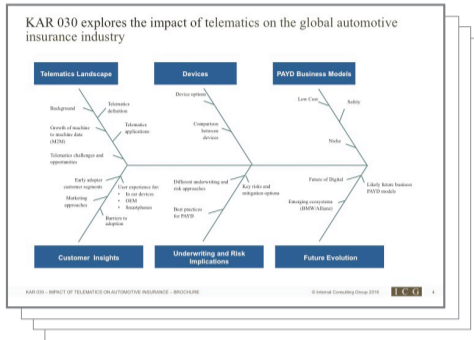 KAR 030 explores the impact of telematics on the global automotive
insurance industry
Telematics Landscape
Devices
PAYD Business Models
Background
Telematics
definition
Growth of machine
to machine data
(M2M)
Telematics
applications
Telematics challenges and
opportunities
Device options
Comparison
between
devices
Low Cost
Safety
Niche
Early adopter
customer segments
Marketing
approaches
User experience for:
• In-car devices
• OEM
• Smartphones
Barriers to
adoption
Different underwriting and
risk approaches
Best practices
for PAYD
Key risks and
mitigation options
Future of Digital
Emerging ecosystems
(BMW/Allianz)
Likely future business
PAYD models
Customer Insights
Underwriting and Risk
Implications
Future Evolution
KAR 030 – IMPACT OF TELEMATICS ON AUTOMOTIVE INSURANCE – BROCHURE
© Internal Consulting Group 2018
ICG
4